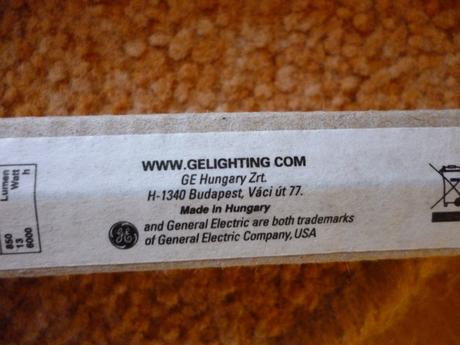 Lumen
Watt
h
850
13
8000
WWW.GELIGHTING COM
GE Hungary Zrt.
H-1340 Budapest, Váci út 77.
Made in Hungary
GE and General Electric are both trademarks
of General Electric Company, USA